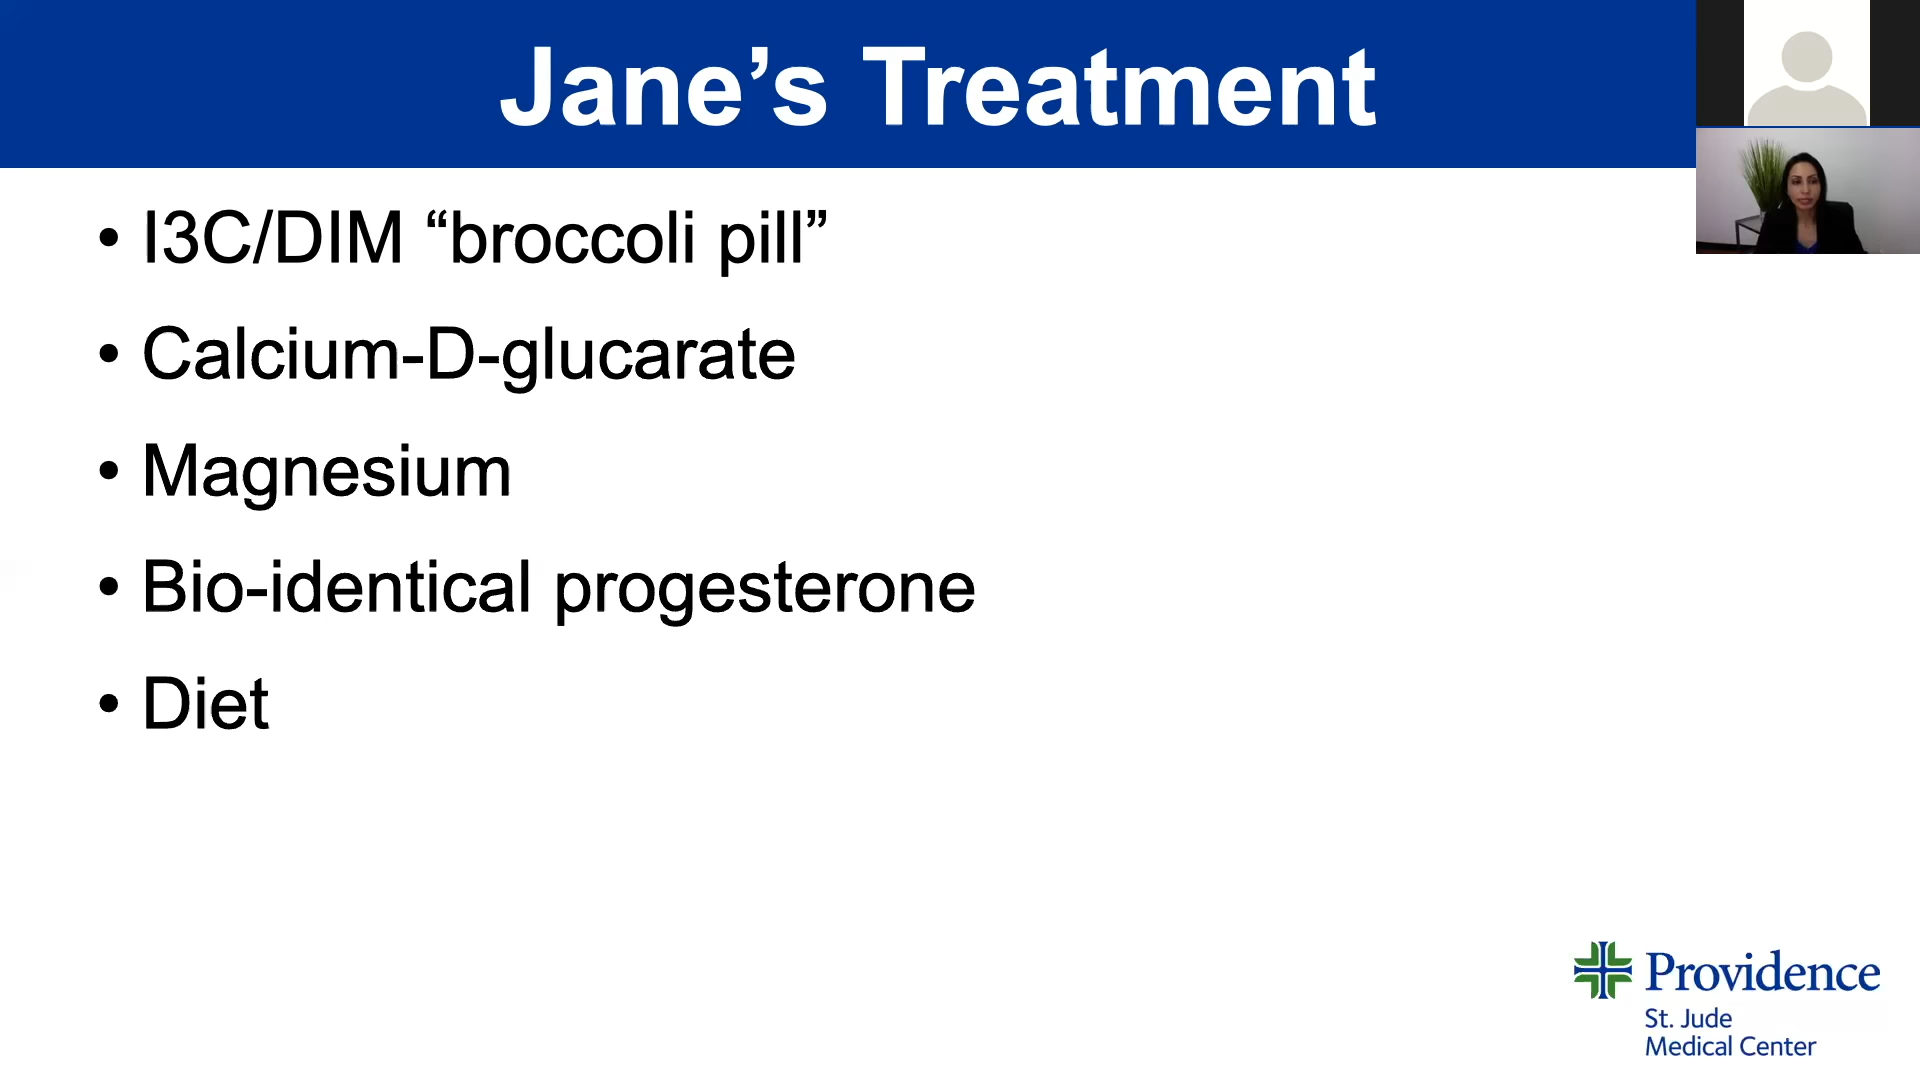 Jane’s Treatment
• I3C/DIM “broccoli pill”
• Calcium-D-glucarate
• Magnesium
• Bio-identical progesterone
• Diet
Providence
St. Jude
Medical Center